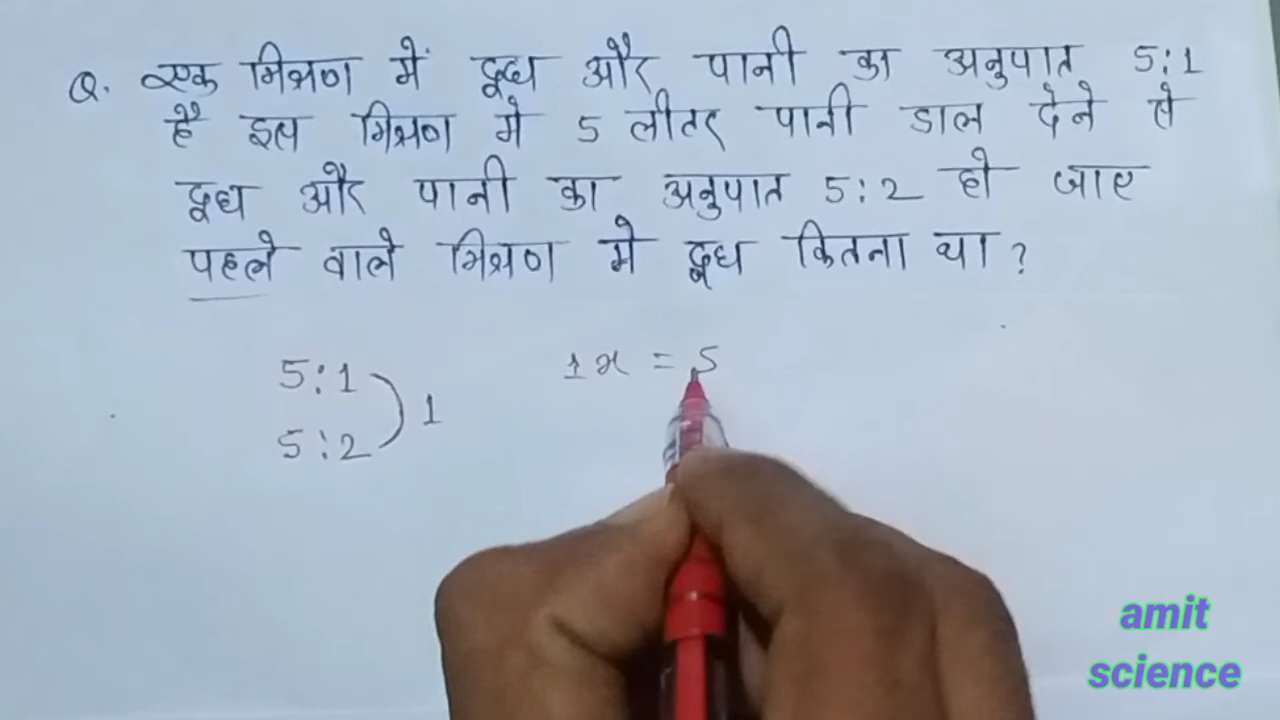 Q. एक मिश्रण में दूध और पानी का अनुपात 5:1
है इस मिश्रण मे 5 लीटर पानी डाल देने से
दूध और पानी का अनुपात 5:2 हो जाए
पहले वाले मिश्रण मे दूध कितना था ?
5:1
5:2
1
1x = 5
amit
science